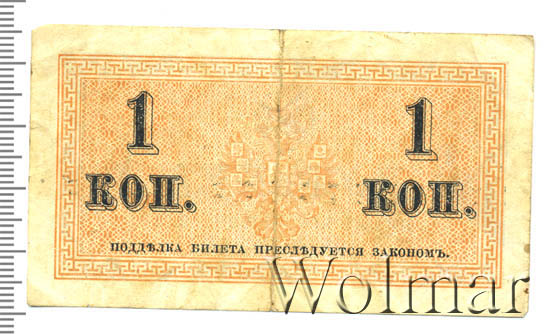 1 1
КОП. КОП.
ПОДДѢЛКА БИЛЕТА ПРЕСЛѢДУЕТСЯ ЗАКОНОМЪ.
Wolmar